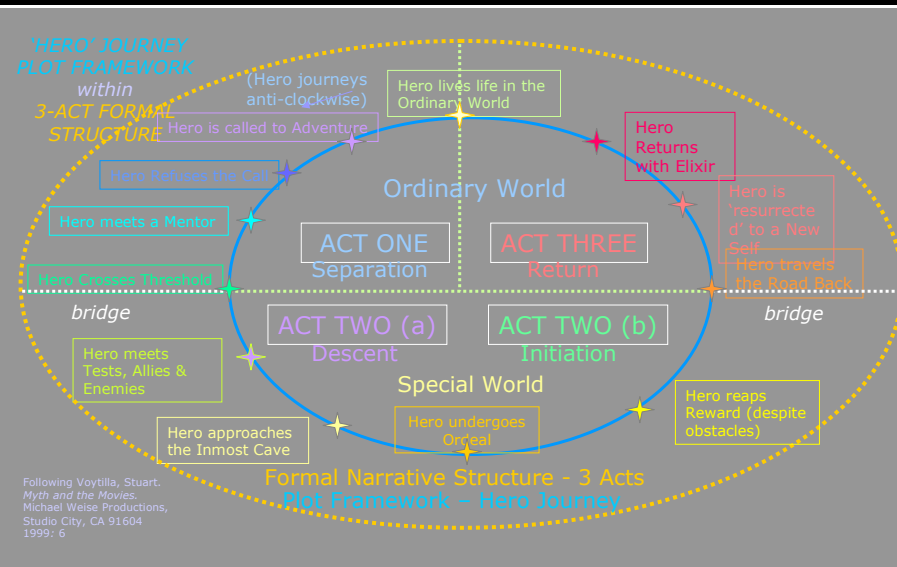 'HERO' JOURNEY
PLOT FRAMEWORK
within
3-ACT FORMAL
STRUCTURE
(Hero journeys
anti-clockwise)
Hero lives life in the
Ordinary World
Hero is called to Adventure
Hero Refuses the Call
Hero meets a Mentor
Hero Crosses Threshold
Hero
Returns
with Elixir
Hero is
'resurrecte
d' to a New
Self
Hero travels
the Road Back
Ordinary World
ACT ONE
Separation
ACT THREE
Return
bridge
bridge
ACT TWO (a)
Descent
ACT TWO (b)
Initiation
Special World
Hero meets
Tests, Allies &
Enemies
Hero approaches
the Inmost Cave
Hero undergoes
Ordeal
Hero reaps
Reward (despite
obstacles)
Formal Narrative Structure - 3 Acts
Plot Framework – Hero Journey
Following Voytilla, Stuart.
Myth and the Movies.
Michael Weise Productions,
Studio City, CA 91604
1999: 6